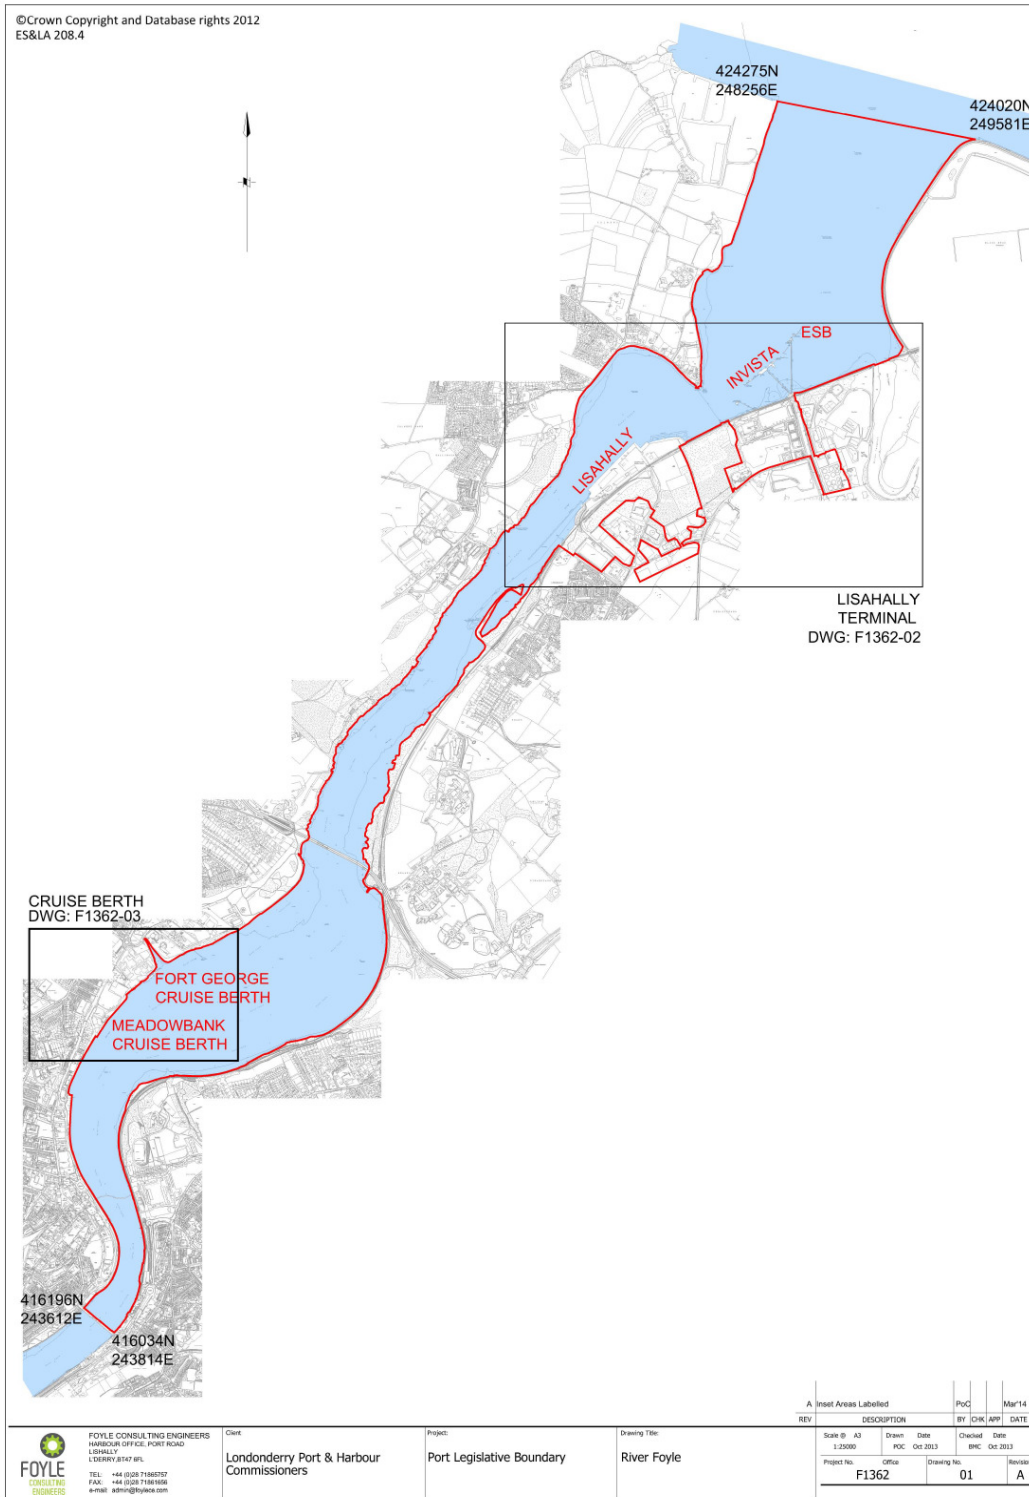 ©Crown Copyright and Database rights 2012
ES&LA 208.4
424275N
248256E
424020N
249581E
ESB
INVISTA
LISAHALLY
LISAHALLY
TERMINAL
DWG: F1362-02
CRUISE BERTH
DWG: F1362-03
FORT GEORGE
CRUISE BERTH
MEADOWBANK
CRUISE BERTH
416196N
243612E
416034N
243814E
A Inset Areas Labelled PoC Mar'14
REV DESCRIPTION BY CHK APP DATE
FOYLE
CONSULTING
ENGINEERS
FOYLE CONSULTING ENGINEERS
HARBOUR OFFICE, PORT ROAD
LISHALLY
L'DERRY,BT47 6FL
TEL: +44 (0)28 71865757
FAX: +44 (0)28 71861656
e-mail: admin@foylece.com
Client
Londonderry Port & Harbour
Commissioners
Project:
Port Legislative Boundary
Drawing Title:
River Foyle
Scale @ A3 Drawn Date Checked Date
1:25000 POC Oct 2013 BMC Oct 2013
Project No. Office Drawing No. Revision
F1362 01 A